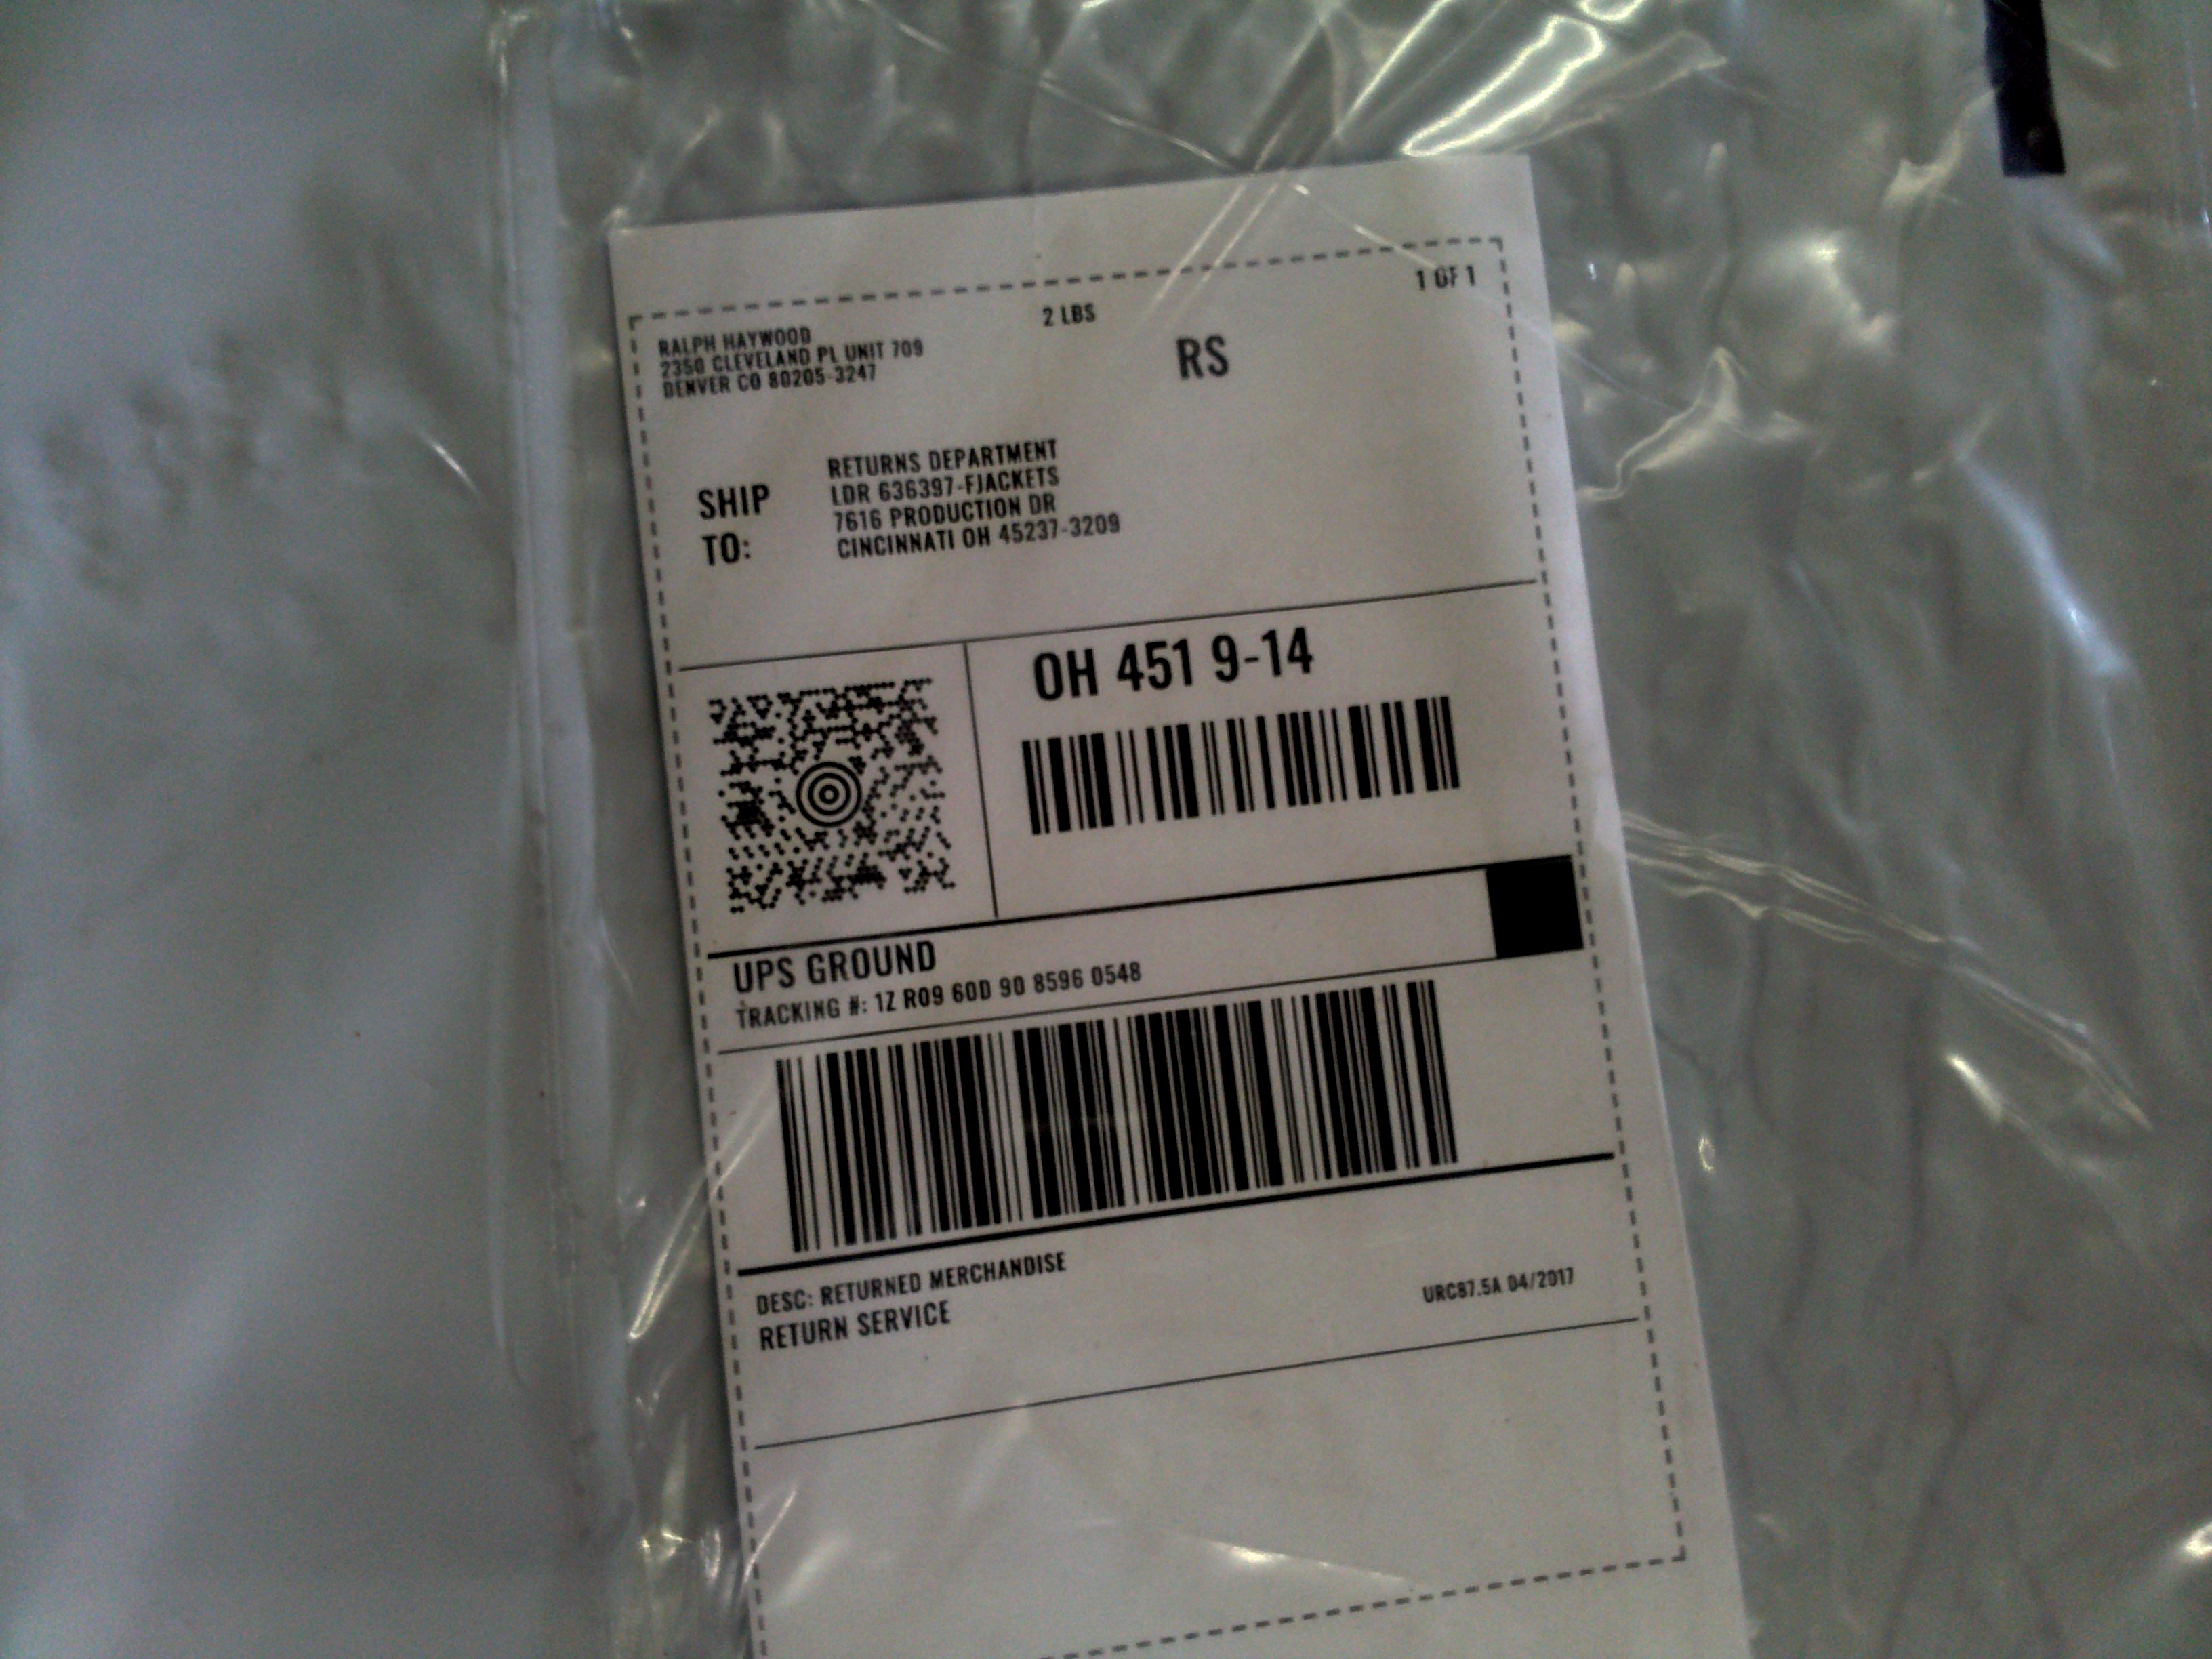 1 OF 1
2 LBS
RALPH HAYWOOD
2350 CLEVELAND PL UNIT 709
DENVER CO 80205-3247
RS
SHIP
TO:
RETURNS DEPARTMENT
LDR 636397-FJACKETS
7616 PRODUCTION DR
CINCINNATI OH 45237-3209
OH 451 9-14
UPS GROUND
TRACKING #: 1Z R09 60D 90 8596 0548
DESC: RETURNED MERCHANDISE
RETURN SERVICE
URC87.5A 04/2017